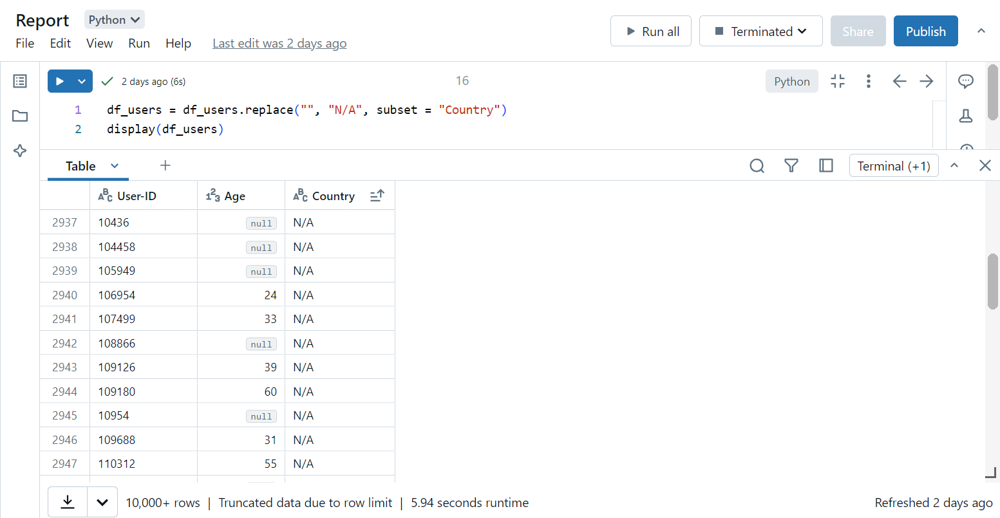 Report Python
Run all Terminated Share Publish
File Edit View Run Help Last edit was 2 days ago
2 days ago (6s) 16 Python
1 df_users = df_users.replace("", "N/A", subset = "Country")
2 display(df_users)
Table Terminal (+1)
ABC User-ID 123 Age ABC Country
2937 10436 null N/A
2938 104458 null N/A
2939 105949 null N/A
2940 106954 24 N/A
2941 107499 33 N/A
2942 108866 null N/A
2943 109126 39 N/A
2944 109180 60 N/A
2945 10954 null N/A
2946 109688 31 N/A
2947 110312 55 N/A
10,000+ rows | Truncated data due to row limit | 5.94 seconds runtime Refreshed 2 days ago